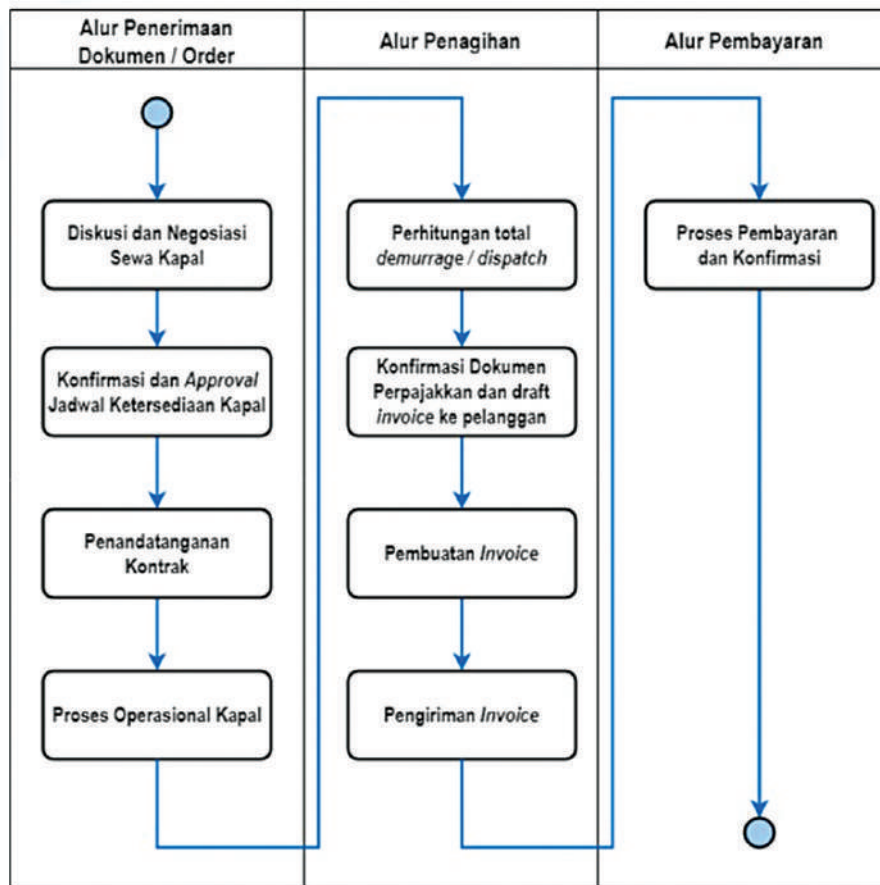 Alur Penerimaan
Dokumen / Order
Alur Penagihan
Alur Pembayaran
Diskusi dan Negosiasi
Sewa Kapal
Konfirmasi dan Approval
Jadwal Ketersediaan Kapal
Penandatanganan
Kontrak
Proses Operasional Kapal
Perhitungan total
demurrage / dispatch
Konfirmasi Dokumen
Perpajakkan dan draft
invoice ke pelanggan
Pembuatan Invoice
Pengiriman Invoice
Proses Pembayaran
dan Konfirmasi